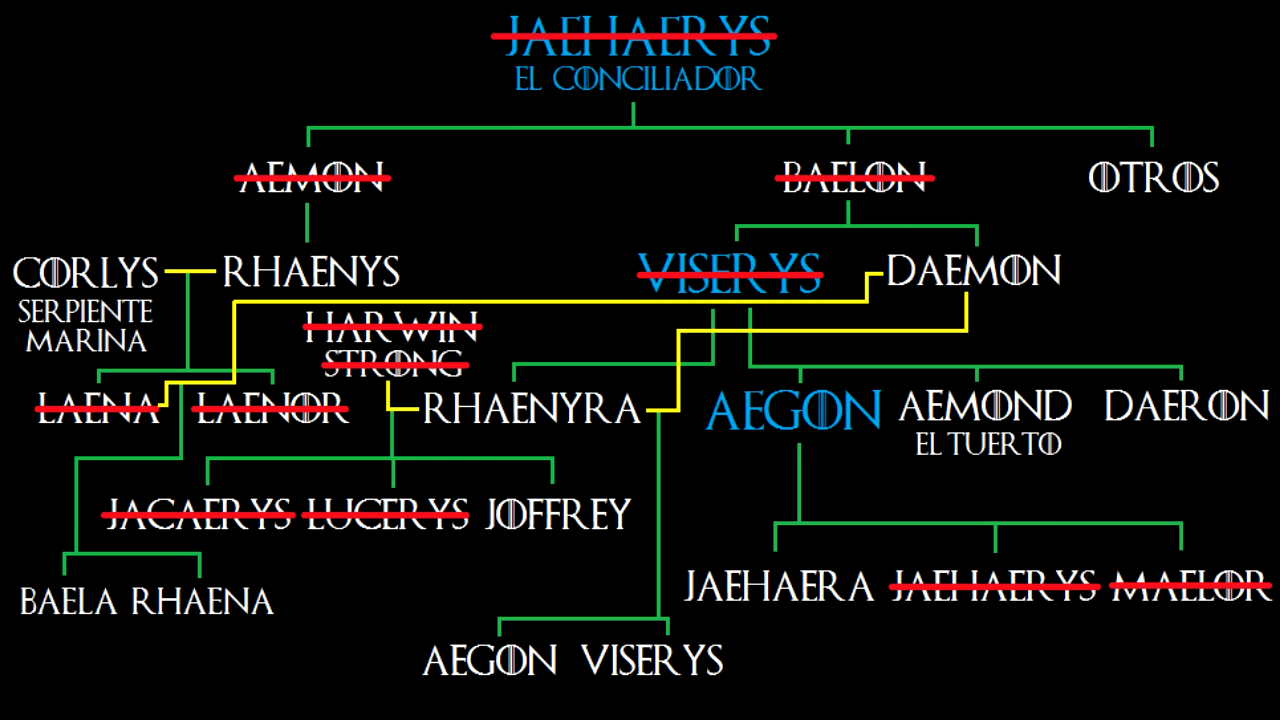 JAEHAERYS
EL CONCILIADOR
AEMON
BAELON
OTROS
CORLYS
SERPIENTE
MARINA
RHAENYS
VISERYS
DAEMON
HARWIN
STRONG
LAENA
LAENOR
RHAENYRA
AEGON
AEMOND
EL TUERTO
DAERON
JACAERYS
LUCERYS
JOFFREY
JAEHAERA
JAEHAERYS
MAELOR
BAELA
RHAENA
AEGON
VISERYS